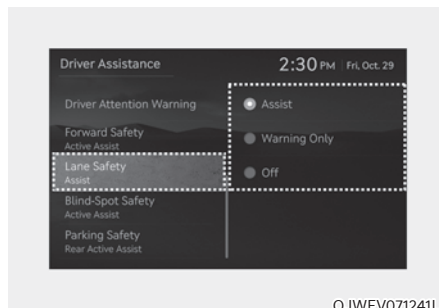 Driver Assistance
2:30 PM Fri, Oct. 29
Driver Attention Warning
Forward Safety
Active Assist
Lane Safety
Assist
Blind-Spot Safety
Active Assist
Parking Safety
Rear Active Assist
Assist
Warning Only
Off
OJWEV071241L